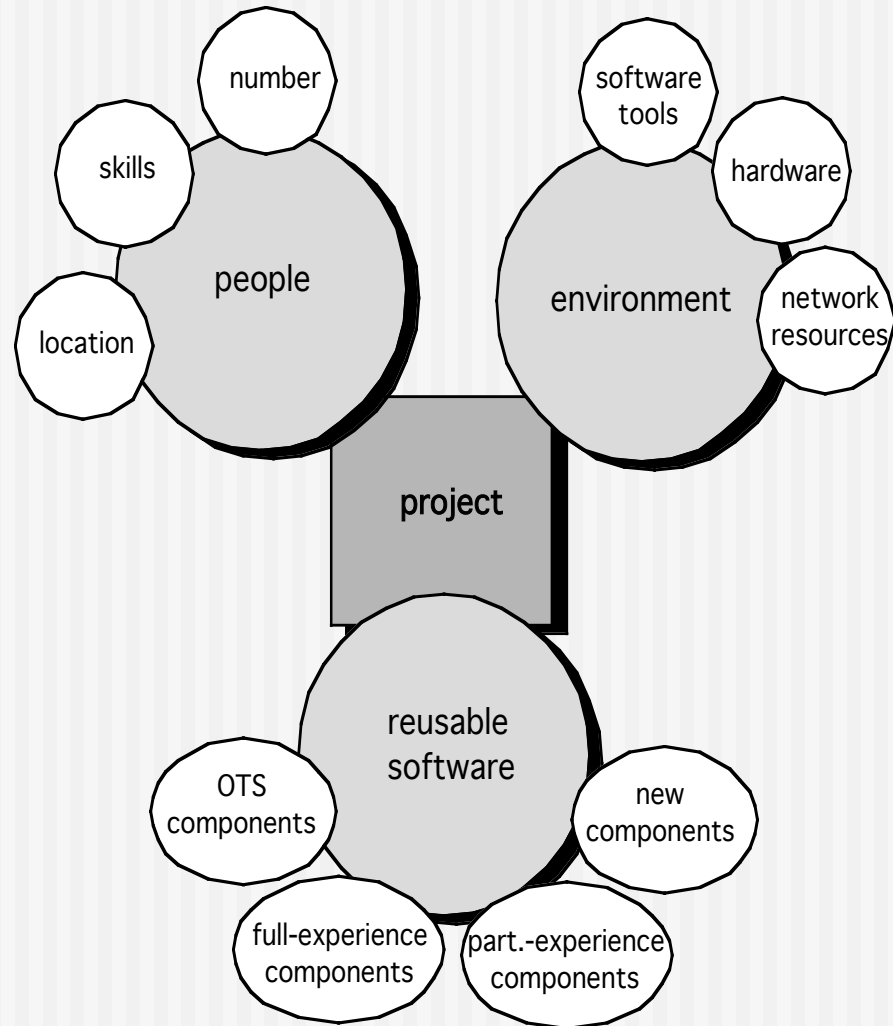 number
skills
people
location
software
tools
hardware
environment
network
resources
project
reusable
software
OTS
components
new
components
full-experience
components
part.-experience
components